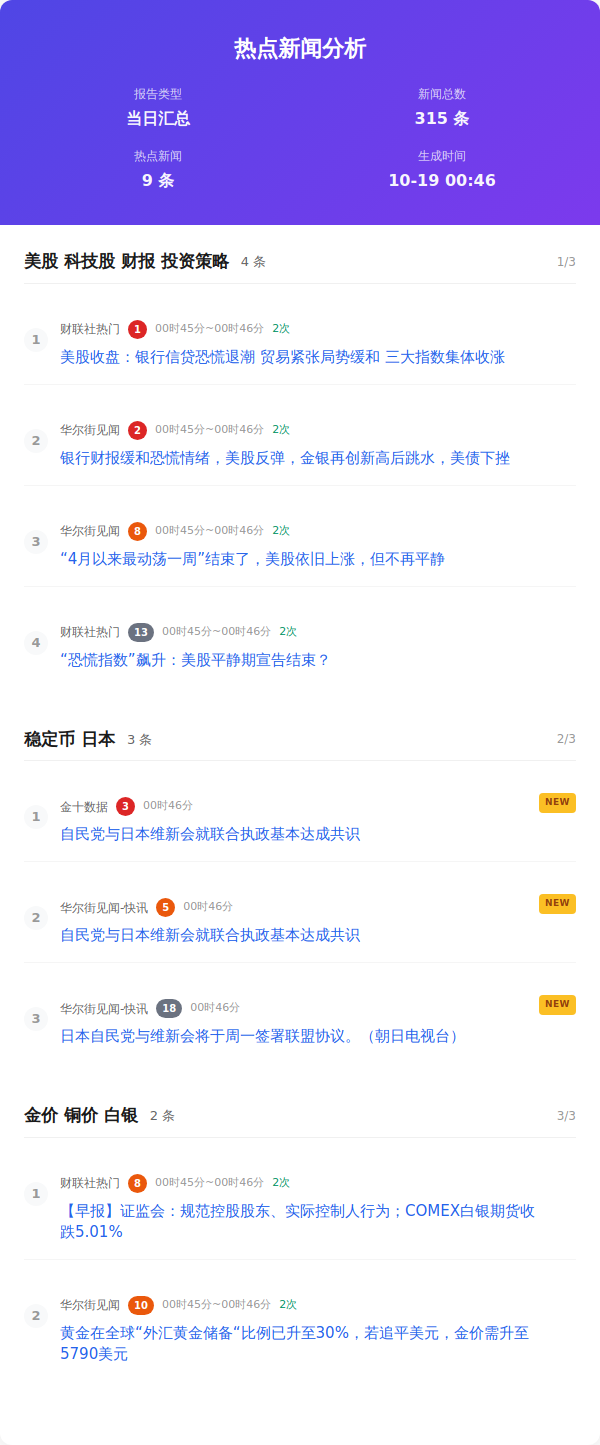 热点新闻分析
报告类型
新闻总数
当日汇总
315 条
热点新闻
生成时间
9 条
10-19 00:46
美股 科技股 财报 投资策略 4 条 1/3
1 财联社热门 1 00时45分~00时46分 2次
美股收盘：银行信贷恐慌退潮 贸易紧张局势缓和 三大指数集体收涨
2 华尔街见闻 2 00时45分~00时46分 2次
银行财报缓和恐慌情绪，美股反弹，金银再创新高后跳水，美债下挫
3 华尔街见闻 8 00时45分~00时46分 2次
“4月以来最动荡一周”结束了，美股依旧上涨，但不再平静
4 财联社热门 13 00时45分~00时46分 2次
“恐慌指数”飙升：美股平静期宣告结束？
稳定币 日本 3 条 2/3
1 金十数据 3 00时46分 NEW
自民党与日本维新会就联合执政基本达成共识
2 华尔街见闻-快讯 5 00时46分 NEW
自民党与日本维新会就联合执政基本达成共识
3 华尔街见闻-快讯 18 00时46分 NEW
日本自民党与维新会将于周一签署联盟协议。（朝日电视台）
金价 铜价 白银 2 条 3/3
1 财联社热门 8 00时45分~00时46分 2次
【早报】证监会：规范控股股东、实际控制人行为；COMEX白银期货收
跌5.01%
2 华尔街见闻 10 00时45分~00时46分 2次
黄金在全球“外汇黄金储备“比例已升至30%，若追平美元，金价需升至
5790美元